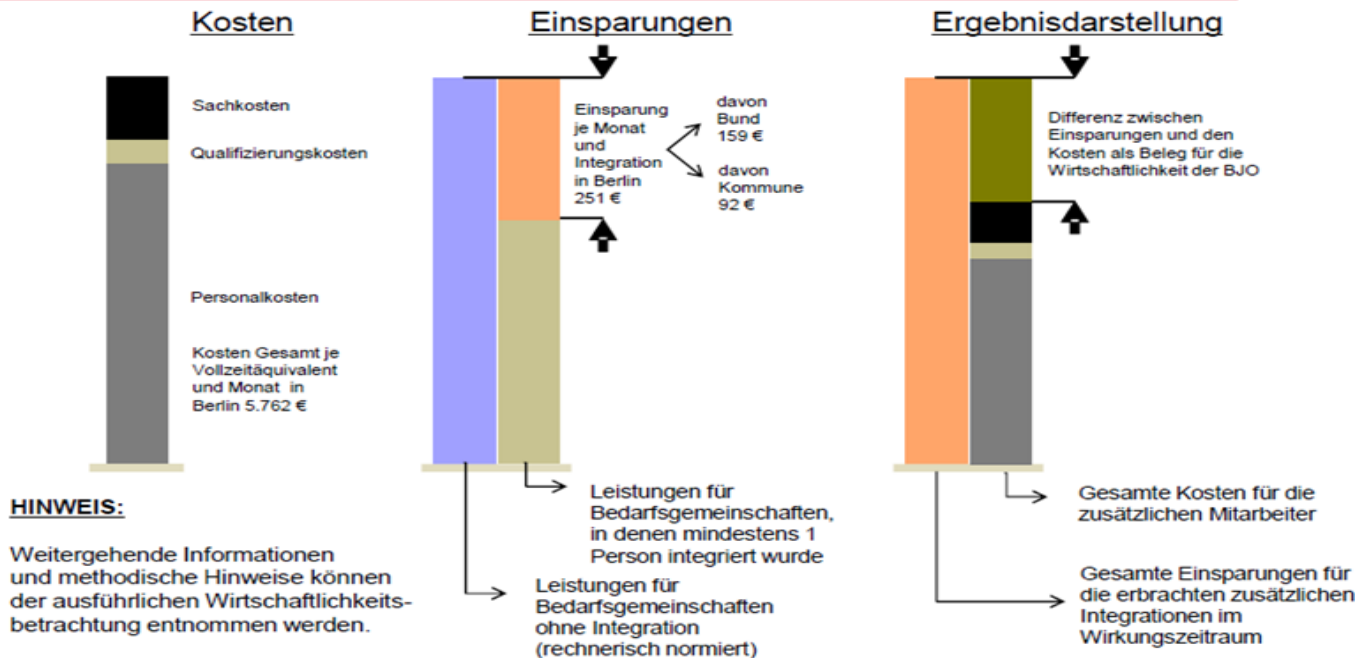 Kosten
Sachkosten
Qualifizierungskosten
Personalkosten
Kosten Gesamt je
Vollzeitäquivalent
und Monat in
Berlin 5.762 €
HINWEIS:
Weitergehende Informationen
und methodische Hinweise können
der ausführlichen Wirtschaftlichkeits-
betrachtung entnommen werden.
Einsparungen
Einsparung
je Monat
und
Integration
in Berlin
251 €
davon
Bund
159 €
davon
Kommune
92 €
Leistungen für
Bedarfsgemeinschaften,
in denen mindestens 1
Person integriert wurde
Leistungen für
Bedarfsgemeinschaften
ohne Integration
(rechnerisch normiert)
Ergebnisdarstellung
Differenz zwischen
Einsparungen und den
Kosten als Beleg für die
Wirtschaftlichkeit der BJO
Gesamte Kosten für die
zusätzlichen Mitarbeiter
Gesamte Einsparungen für
die erbrachten zusätzlichen
Integrationen im
Wirkungszeitraum